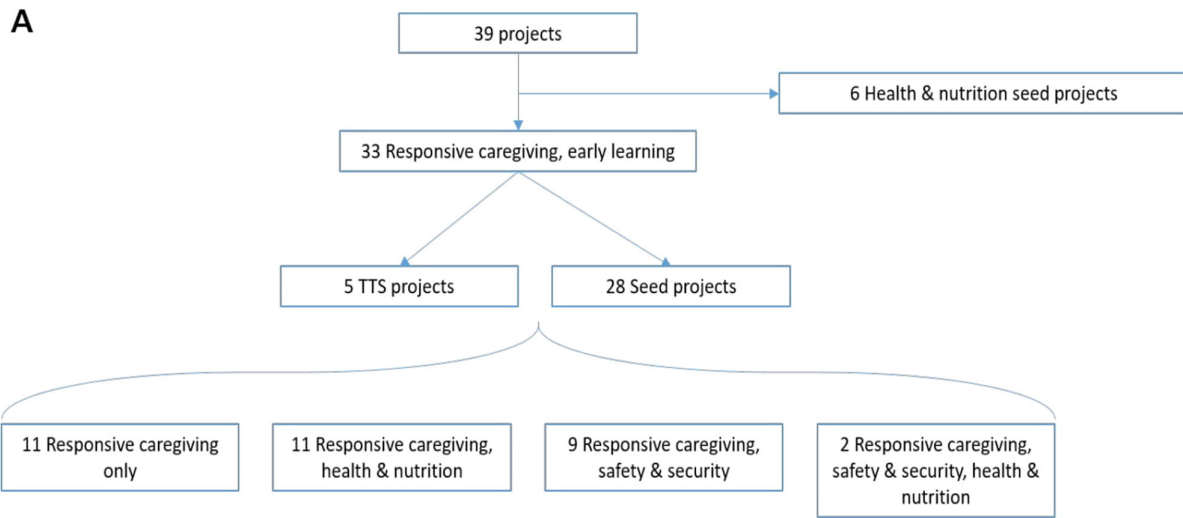 A
39 projects
6 Health & nutrition seed projects
33 Responsive caregiving, early learning
5 TTS projects
28 Seed projects
11 Responsive caregiving
only
11 Responsive caregiving,
health & nutrition
9 Responsive caregiving,
safety & security
2 Responsive caregiving,
safety & security, health &
nutrition